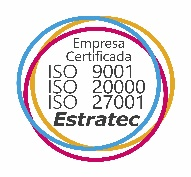 Empresa
Certificada
ISO 9001
ISO 20000
ISO 27001
Estratec